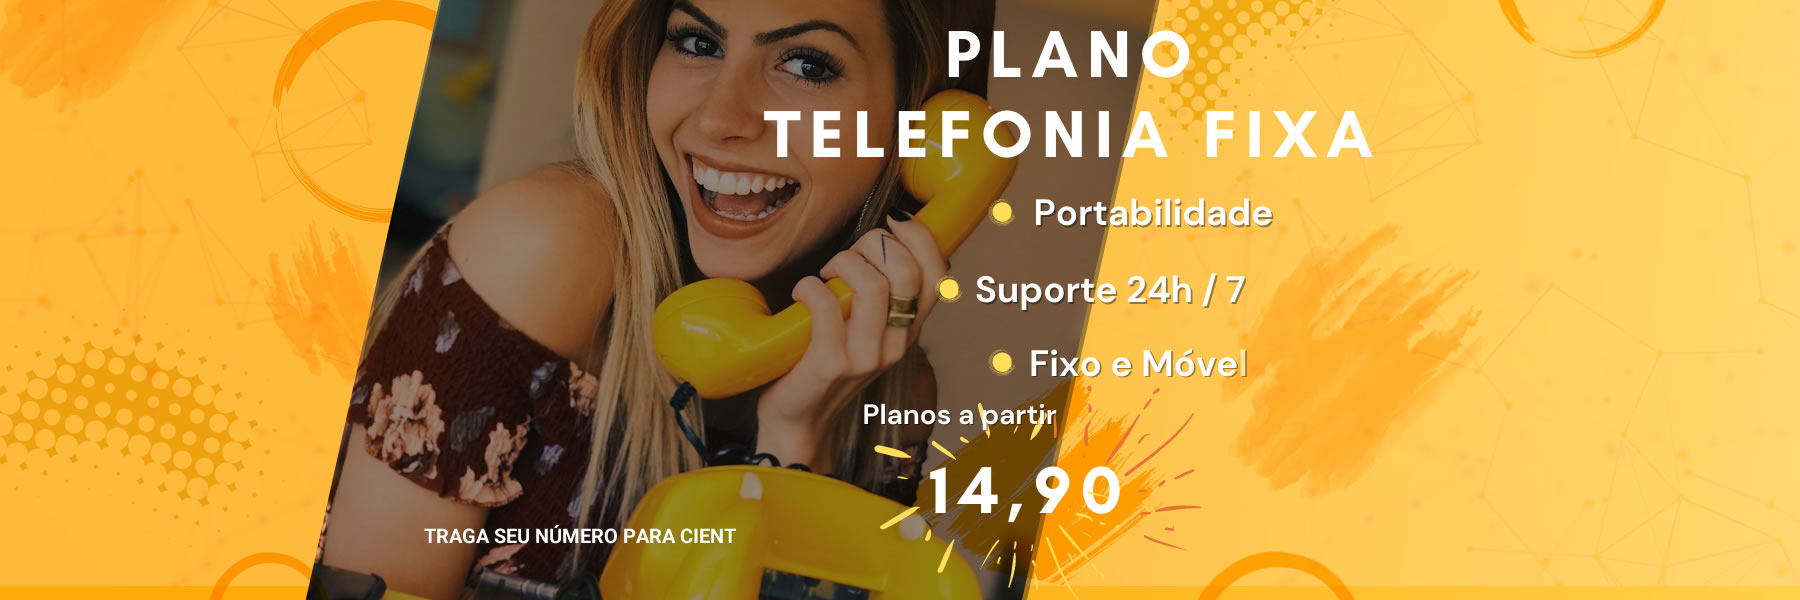 PLANO
TELEFONIA FIXA
Portabilidade
Suporte 24h / 7
Fixo e Móvel
Planos a partir
14,90
TRAGA SEU NÚMERO PARA CIENT